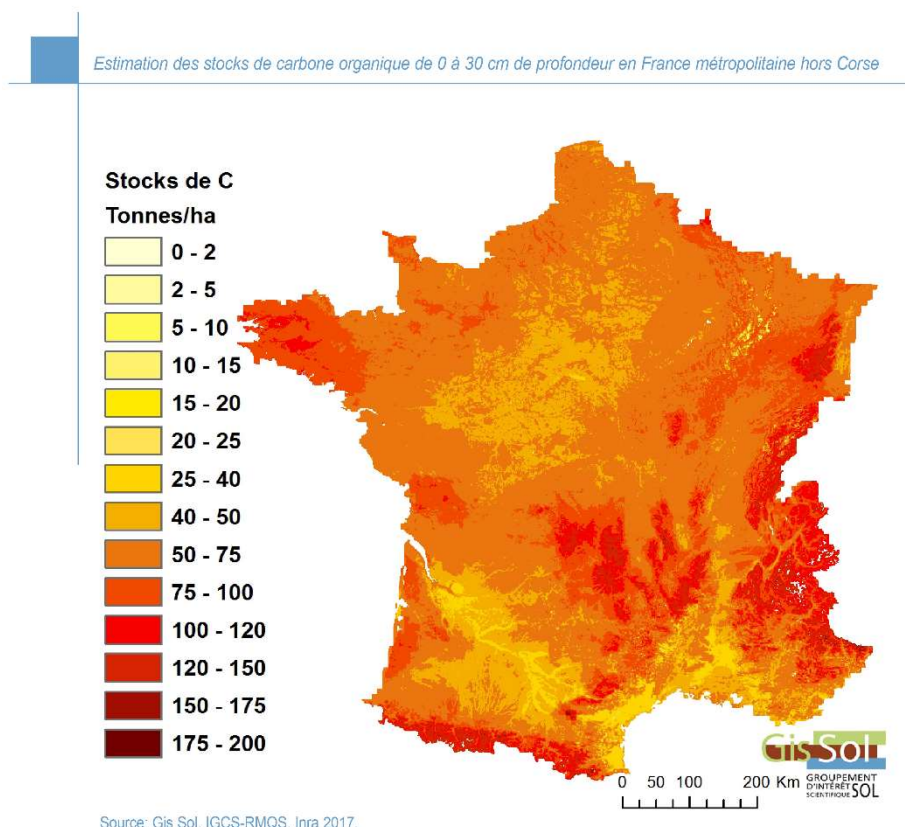 Estimation des stocks de carbone organique de 0 à 30 cm de profondeur en France métropolitaine hors Corse
Stocks de C
Tonnes/ha
0 - 2
2 - 5
5 - 10
10 - 15
15 - 20
20 - 25
25 - 40
40 - 50
50 - 75
75 - 100
100 - 120
120 - 150
150 - 175
175 - 200
0 50 100 200 Km
Gis Sol
GROUPEMENT
D'INTÉRÊT
SCIENTIFIQUE SOL
Source: Gis Sol, IGCS-RMQS, Inra 2017.